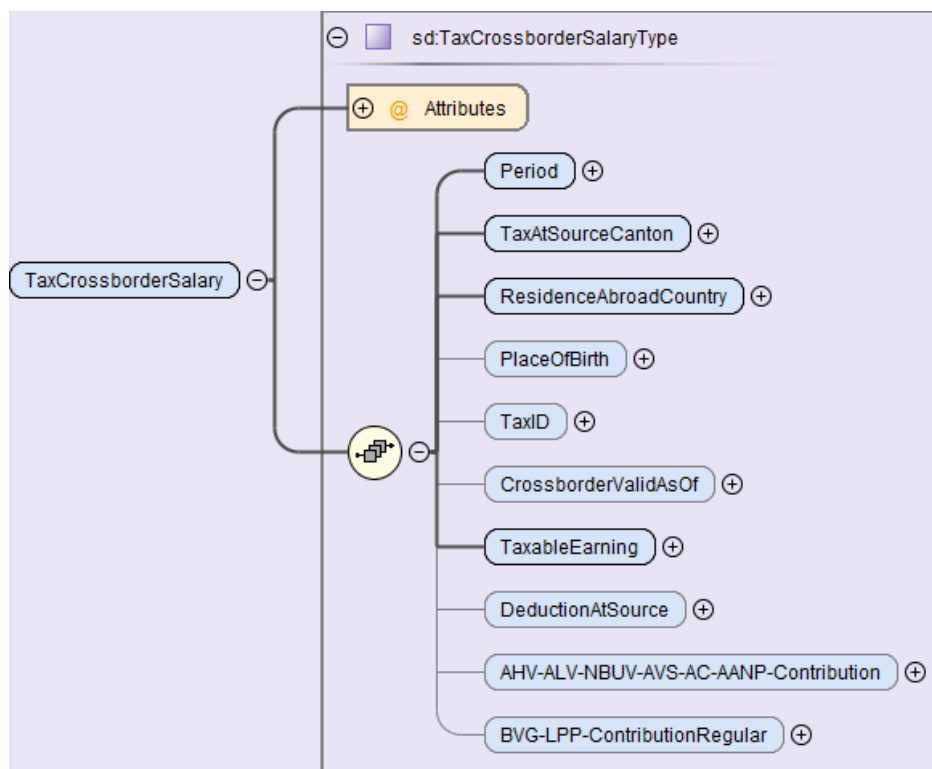 sd:TaxCrossborderSalaryType
@ Attributes
Period
TaxAtSourceCanton
TaxCrossborderSalary
ResidenceAbroadCountry
PlaceOfBirth
TaxID
CrossborderValidAsOf
TaxableEarning
DeductionAtSource
AHV-ALV-NBUV-AVS-AC-AANP-Contribution
BVG-LPP-ContributionRegular